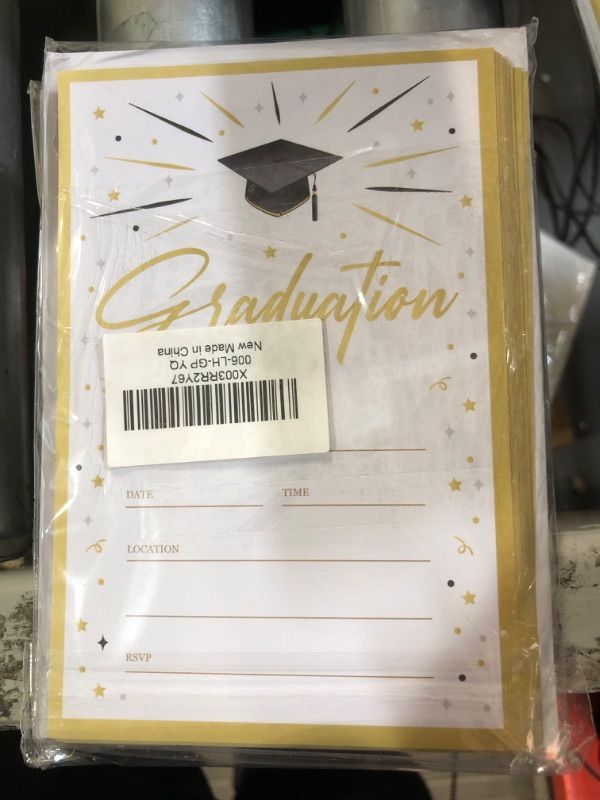 Graduation
X003RR2Y67
006-LH-GP YQ
New Made in China
DATE
TIME
LOCATION
RSVP